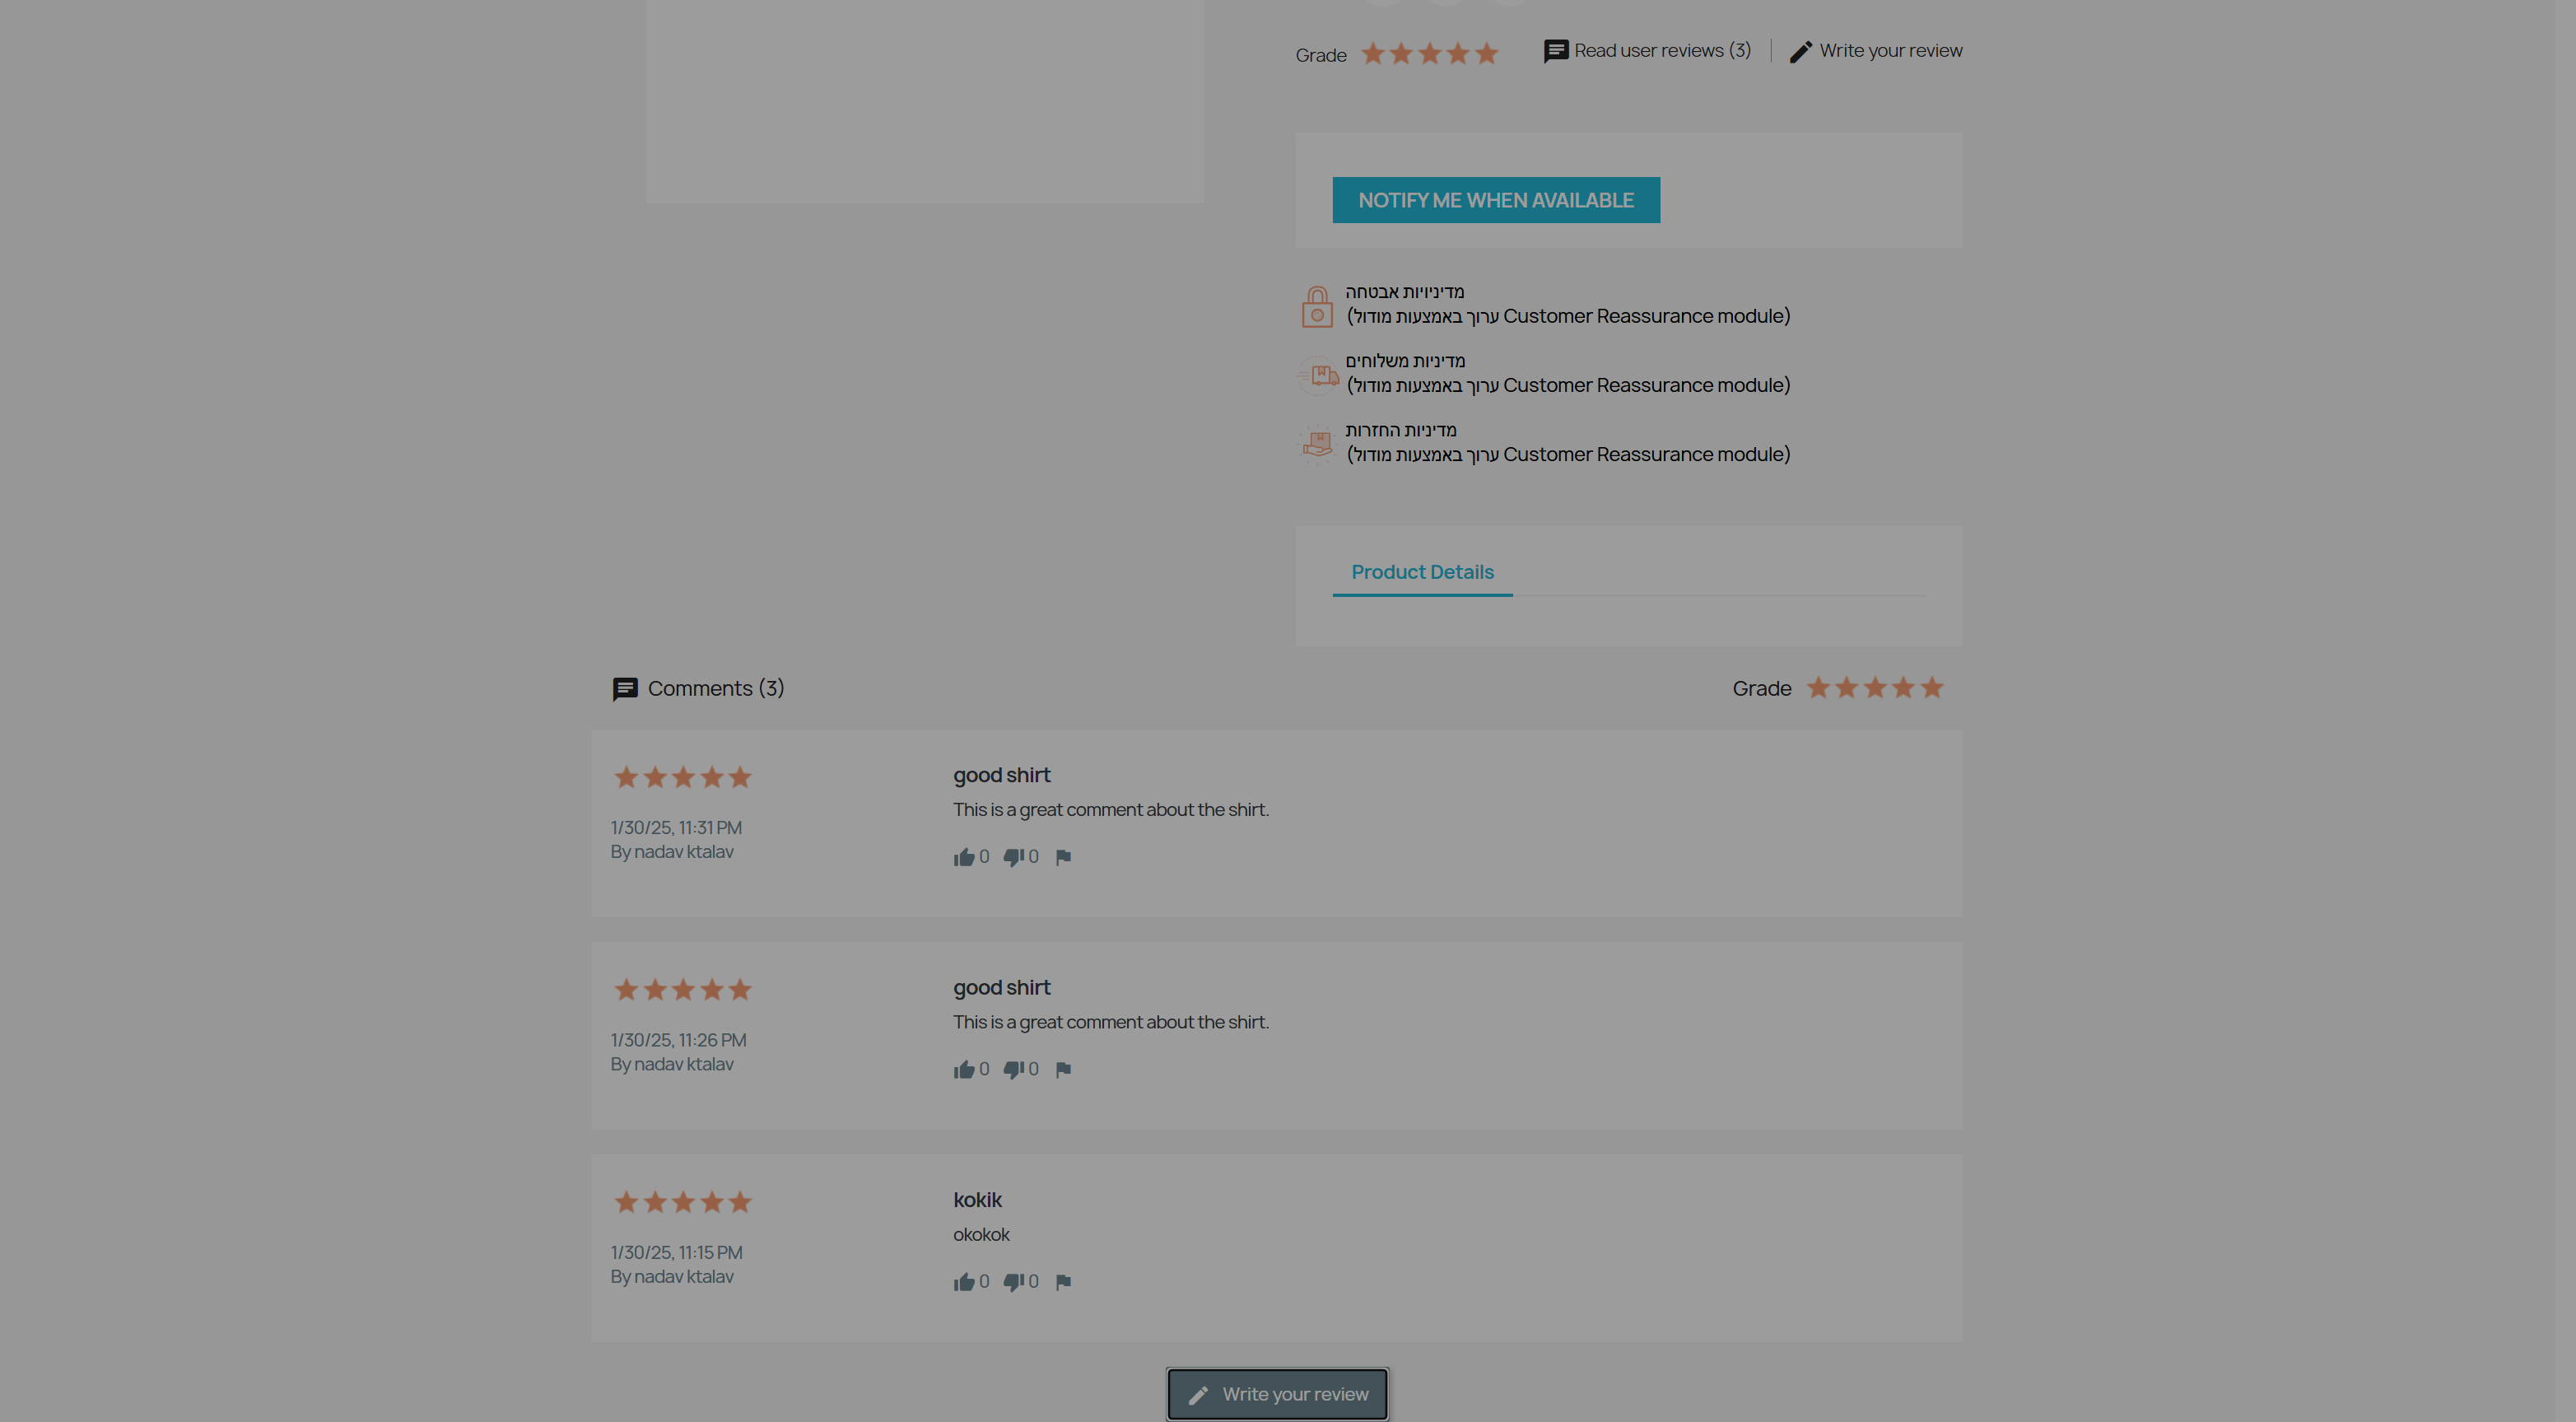 Grade
Read user reviews (3)
Write your review
NOTIFY ME WHEN AVAILABLE
מדיניויות אבטחה
(ערוך באמצעות מודול Customer Reassurance module)
מדיניות משלוחים
(ערוך באמצעות מודול Customer Reassurance module)
מדיניות החזרות
(ערוך באמצעות מודול Customer Reassurance module)
Product Details
Comments (3)
Grade
good shirt
This is a great comment about the shirt.
1/30/25, 11:31 PM
By nadav ktalav
0 0
good shirt
This is a great comment about the shirt.
1/30/25, 11:26 PM
By nadav ktalav
0 0
kokik
okokok
1/30/25, 11:15 PM
By nadav ktalav
0 0
Write your review